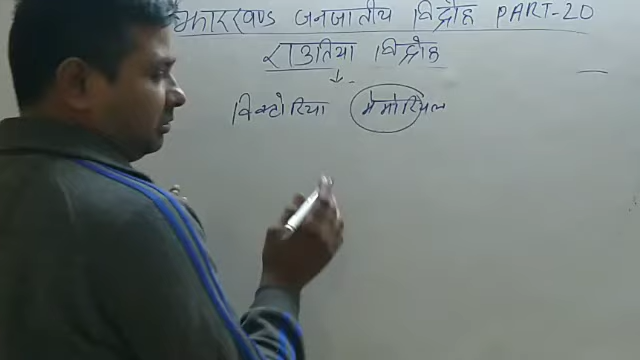 झारखण्ड जनजातीय विद्रोह PART-20
राउतिया विद्रोह
विक्टोरिया मेमोरियल